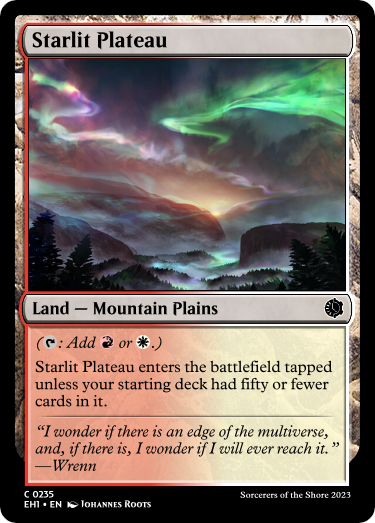 Starlit Plateau
Land — Mountain Plains
(T: Add R or W.)
Starlit Plateau enters the battlefield tapped
unless your starting deck had fifty or fewer
cards in it.
“I wonder if there is an edge of the multiverse,
and, if there is, I wonder if I will ever reach it.”
—Wrenn
C 0235
EH1 • EN Johannes Roots
Sorcerers of the Shore 2023